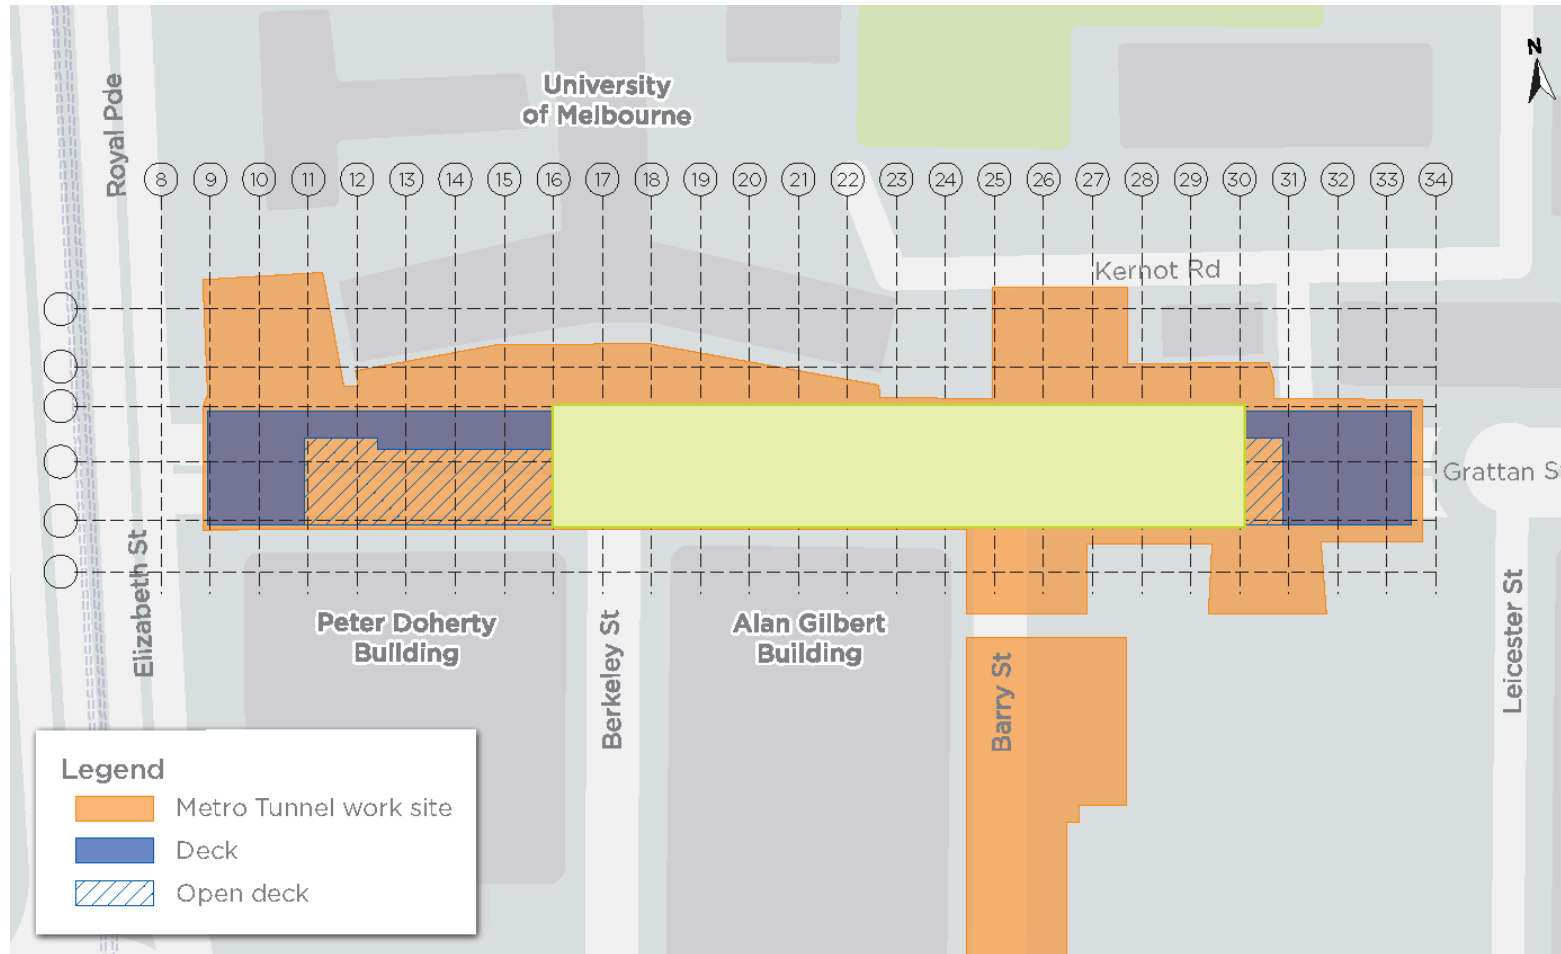 N
University
of Melbourne
Royal Pde
8 9 10 11 12 13 14 15 16 17 18 19 20 21 22 23 24 25 26 27 28 29 30 31 32 33 34
Kernot Rd
Grattan S
Elizabeth St
Peter Doherty
Building
Berkeley St
Alan Gilbert
Building
Barry St
Leicester St
Legend
Metro Tunnel work site
Deck
Open deck